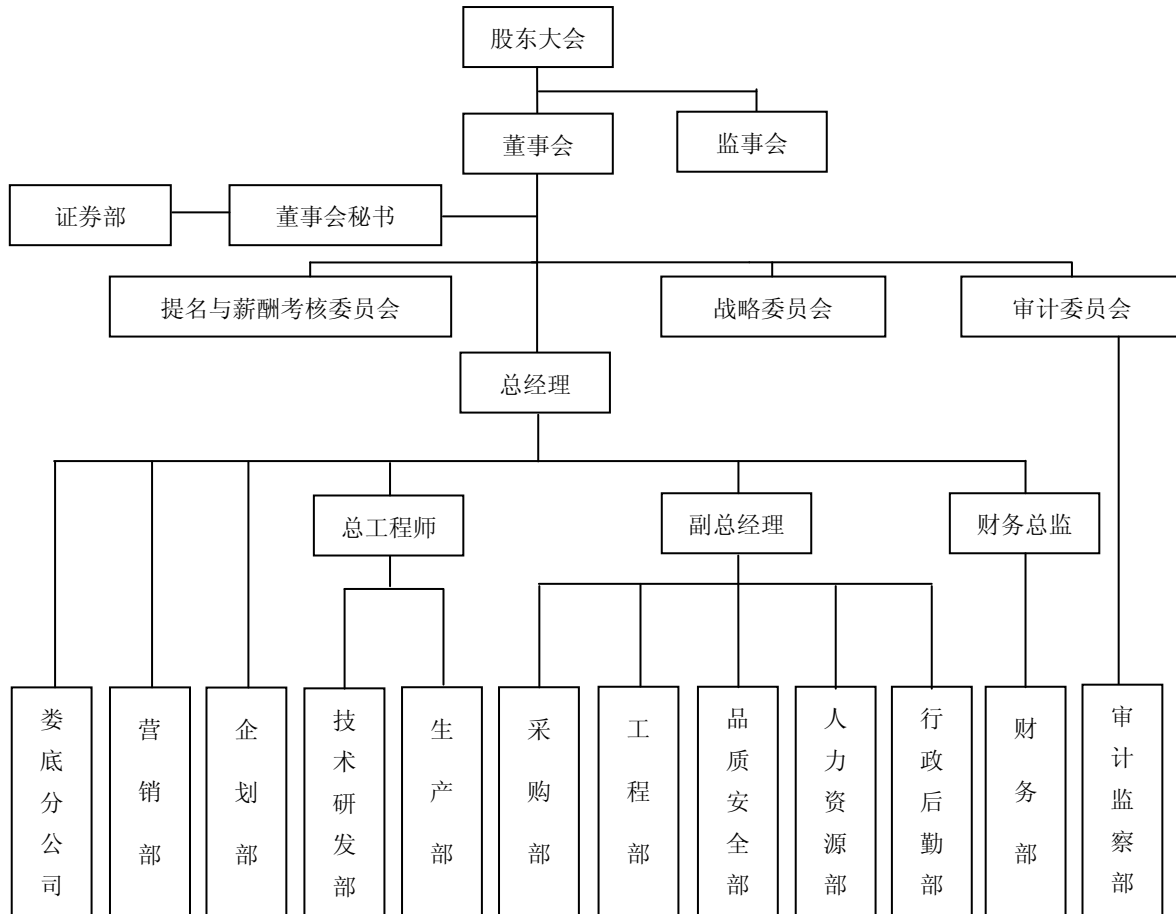 股东大会
董事会
监事会
证券部
董事会秘书
提名与薪酬考核委员会
战略委员会
审计委员会
总经理
总工程师
副总经理
财务总监
娄底分公司
营销部
企划部
技术研发部
生产部
采购部
工程部
品质安全部
人力资源部
行政后勤部
财务部
审计监察部